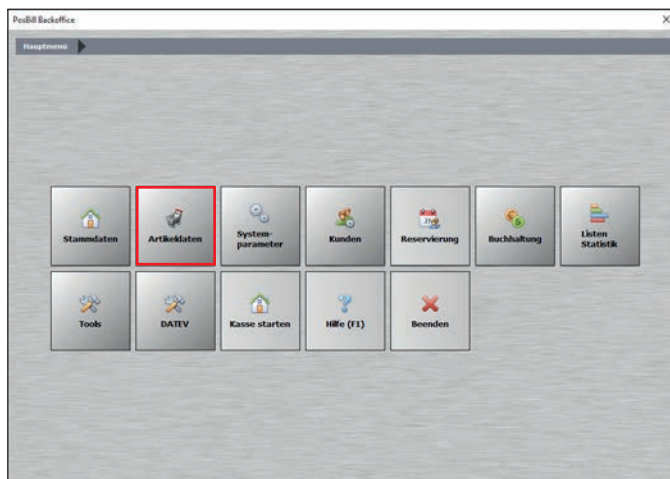 PosBill Backoffice
Hauptmenü
Stammdaten
Artikeldaten
System-
parameter
Kunden
Reservierung
Buchhaltung
Listen
Statistik
Tools
DATEV
Kasse starten
Hilfe (F1)
Beenden